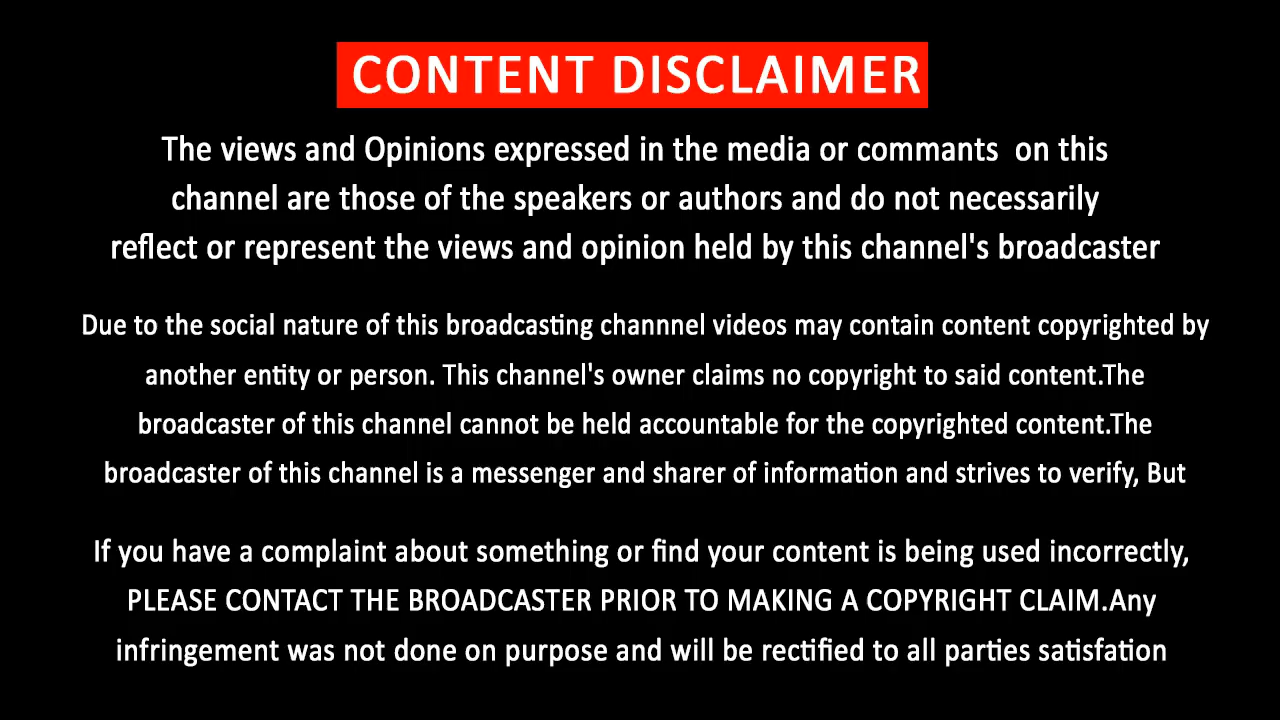 CONTENT DISCLAIMER
The views and Opinions expressed in the media or commants  on this
channel are those of the speakers or authors and do not necessarily
reflect or represent the views and opinion held by this channel's broadcaster
Due to the social nature of this broadcasting channnel videos may contain content copyrighted by
another entity or person. This channel's owner claims no copyright to said content.The
broadcaster of this channel cannot be held accountable for the copyrighted content.The
broadcaster of this channel is a messenger and sharer of information and strives to verify, But
If you have a complaint about something or find your content is being used incorrectly,
PLEASE CONTACT THE BROADCASTER PRIOR TO MAKING A COPYRIGHT CLAIM.Any
infringement was not done on purpose and will be rectified to all parties satisfation